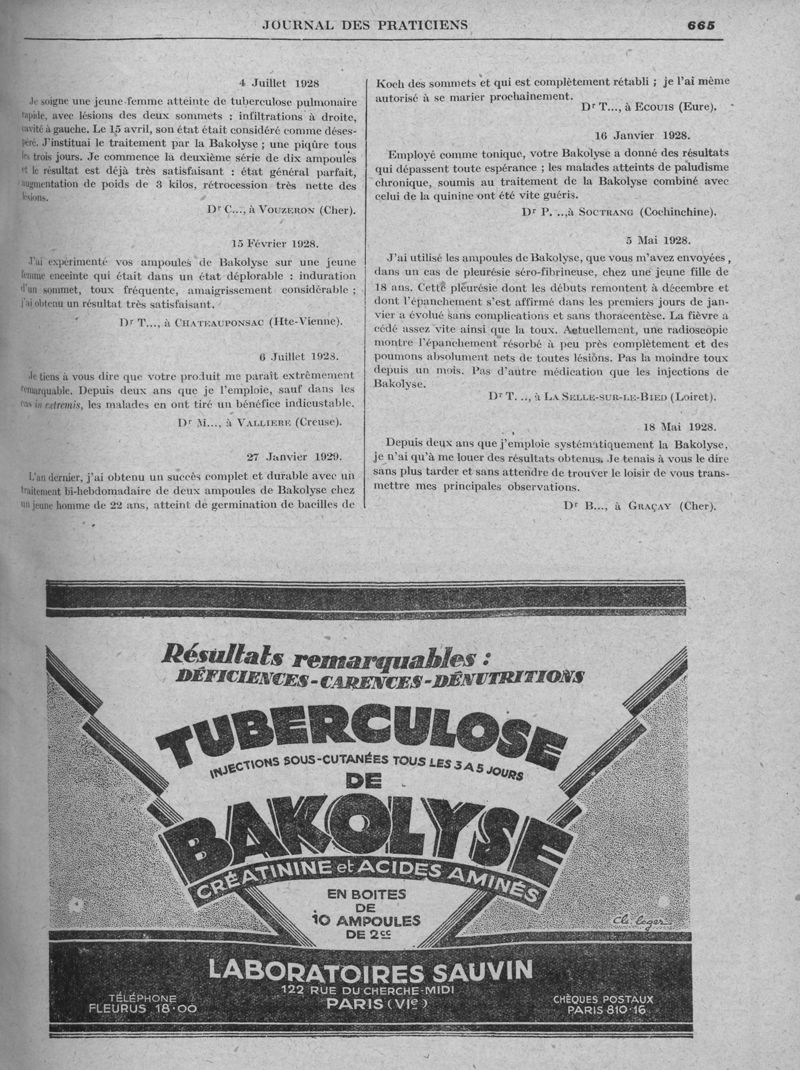 JOURNAL DES PRATICIENS
665
4 Juillet 1928
Je soigne une jeune femme atteinte de tuberculose pulmonaire
rapide, avec lésions des deux sommets : infiltrations à droite,
cavité à gauche. Le 15 avril, son état était considéré comme déses-
péré. J'instituai le traitement par la Bakolyse ; une piqûre tous
les trois jours. Je commence la deuxième série de dix ampoules
et le résultat est déjà très satisfaisant : état général parfait,
augmentation de poids de 3 kilos, rétrocession très nette des
lésions.
Dr C..., à VOUZERON (Cher).
15 Février 1928.
J'ai expérimenté vos ampoules de Bakolyse sur une jeune
femme enceinte qui était dans un état déplorable : induration
d'un sommet, toux fréquente, amaigrissement considérable ;
j'ai obtenu un résultat très satisfaisant.
Dr T..., à CHATEAUPONSAC (Hte-Vienne).
6 Juillet 1928.
Je tiens à vous dire que votre produit me paraît extrêmement
remarquable. Depuis deux ans que je l'emploie, sauf dans les
cas in extremis, les malades en ont tiré un bénéfice indicustable.
Dr M..., à VALLIERE (Creuse).
27 Janvier 1929.
L'an dernier, j'ai obtenu un succès complet et durable avec un
traitement bi-hebdomadaire de deux ampoules de Bakolyse chez
un jeune homme de 22 ans, atteint de germination de bacilles de
Koch des sommets et qui est complètement rétabli ; je l'ai même
autorisé à se marier prochainement.
Dr T..., à ECOUIS (Eure).
16 Janvier 1928.
Employé comme tonique, votre Bakolyse a donné des résultats
qui dépassent toute espérance ; les malades atteints de paludisme
chronique, soumis au traitement de la Bakolyse combiné avec
celui de la quinine ont été vite guéris.
Dr P. ..,à SOCTRANG (Cochinchine).
5 Mai 1928.
J'ai utilisé les ampoules de Bakolyse, que vous m'avez envoyées,
dans un cas de pleurésie séro-fibrineuse, chez une jeune fille de
18 ans. Cette pleurésie dont les débuts remontent à décembre et
dont l'épanchement s'est affirmé dans les premiers jours de jan-
vier a évolué sans complications et sans thoracentèse. La fièvre a
cédé assez vite ainsi que la toux. Actuellement, une radioscopie
montre l'épanchement résorbé à peu près complètement et des
poumons absolument nets de toutes lésions. Pas la moindre toux
depuis un mois. Pas d'autre médication que les injections de
Bakolyse.
Dr T. .., à LA SELLE-SUR-LE-BIED (Loiret).
18 Mai 1928.
Depuis deux ans que j'emploie systématiquement la Bakolyse,
je n'ai qu'à me louer des résultats obtenus. Je tenais à vous le dire
sans plus tarder et sans attendre de trouver le loisir de vous trans-
mettre mes principales observations.
Dr B..., à GRAÇAY (Cher).
Résultats remarquables :
DÉFICIENCES-CARENCES-DÉNUTRITIONS
TUBERCULOSE
INJECTIONS SOUS-CUTANÉES TOUS LES 3 A 5 JOURS
DE
BAKOLYSE
CRÉATININE et ACIDES AMINÉS
EN BOITES
DE
10 AMPOULES
DE 2cc
Ch. Leger
LABORATOIRES SAUVIN
122 RUE DU CHERCHE-MIDI
PARIS (VIe)
TÉLÉPHONE
FLEURUS 18·00
CHÈQUES POSTAUX
PARIS 810·16